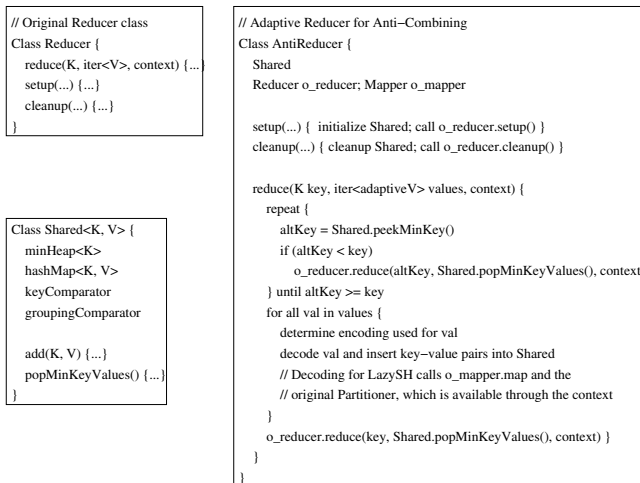 // Original Reducer class
Class Reducer {
reduce(K, iter<V>, context) {...}
setup(...) {...}
cleanup(...) {...}
}
Class Shared<K, V> {
minHeap<K>
hashMap<K, V>
keyComparator
groupingComparator
add(K, V) {...}
popMinKeyValues() {...}
}
// Adaptive Reducer for Anti−Combining
Class AntiReducer {
Shared
Reducer o_reducer; Mapper o_mapper
setup(...) { initialize Shared; call o_reducer.setup() }
cleanup(...) { cleanup Shared; call o_reducer.cleanup() }
reduce(K key, iter<adaptiveV> values, context) {
repeat {
altKey = Shared.peekMinKey()
if (altKey < key)
o_reducer.reduce(altKey, Shared.popMinKeyValues(), context
} until altKey >= key
for all val in values {
determine encoding used for val
decode val and insert key−value pairs into Shared
// Decoding for LazySH calls o_mapper.map and the
// original Partitioner, which is available through the context
}
o_reducer.reduce(key, Shared.popMinKeyValues(), context) }
}
}